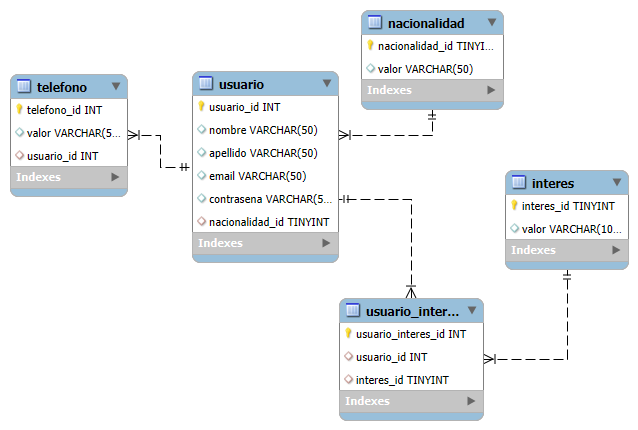 nacionalidad
nacionalidad_id TINYI...
valor VARCHAR(50)
Indexes
telefono
telefono_id INT
valor VARCHAR(5...
usuario_id INT
Indexes
usuario
usuario_id INT
nombre VARCHAR(50)
apellido VARCHAR(50)
email VARCHAR(50)
contrasena VARCHAR(5...
nacionalidad_id TINYINT
Indexes
interes
interes_id TINYINT
valor VARCHAR(10...
Indexes
usuario_inter...
usuario_interes_id INT
usuario_id INT
interes_id TINYINT
Indexes